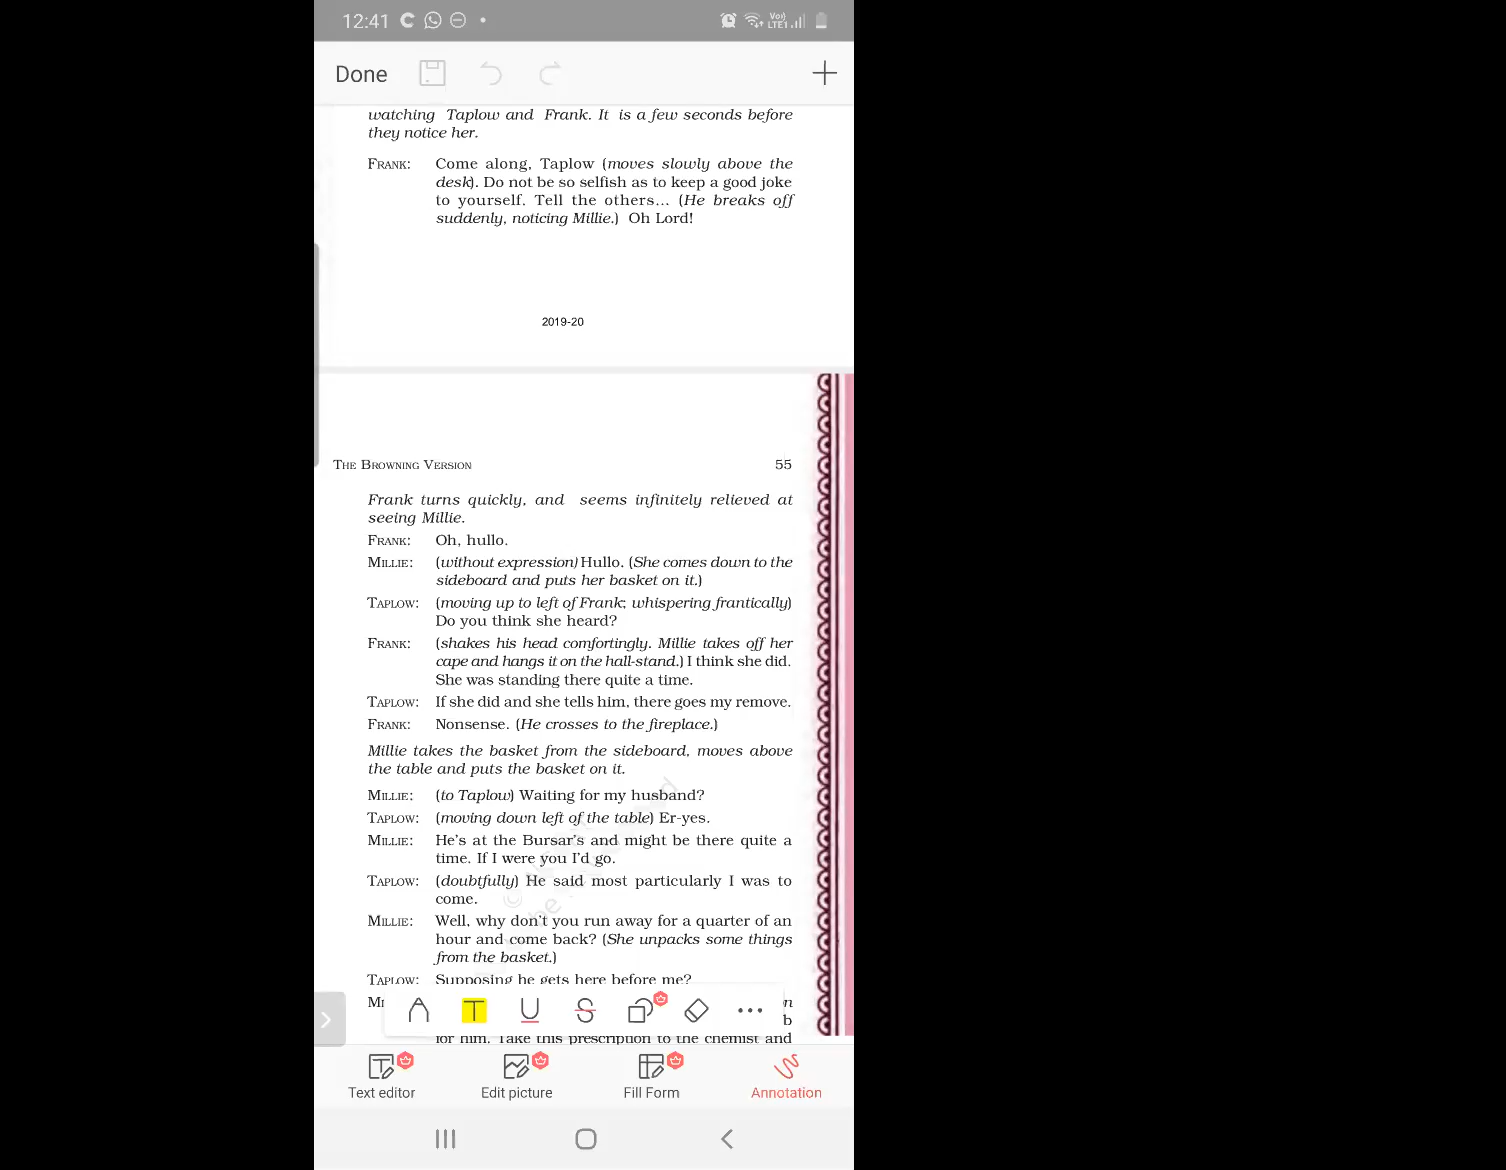 12:41
Vo) LTE1
Done
watching Taplow and Frank. It is a few seconds before
they notice her.
FRANK: Come along, Taplow (moves slowly above the
desk). Do not be so selfish as to keep a good joke
to yourself. Tell the others... (He breaks off
suddenly, noticing Millie.) Oh Lord!
2019-20
THE BROWNING VERSION 55
Frank turns quickly, and seems infinitely relieved at
seeing Millie.
FRANK: Oh, hullo.
MILLIE: (without expression) Hullo. (She comes down to the
sideboard and puts her basket on it.)
TAPLOW: (moving up to left of Frank; whispering frantically)
Do you think she heard?
FRANK: (shakes his head comfortingly. Millie takes off her
cape and hangs it on the hall-stand.) I think she did.
She was standing there quite a time.
TAPLOW: If she did and she tells him, there goes my remove.
FRANK: Nonsense. (He crosses to the fireplace.)
Millie takes the basket from the sideboard, moves above
the table and puts the basket on it.
MILLIE: (to Taplow) Waiting for my husband?
TAPLOW: (moving down left of the table) Er-yes.
MILLIE: He's at the Bursar's and might be there quite a
time. If I were you I'd go.
TAPLOW: (doubtfully) He said most particularly I was to
come.
MILLIE: Well, why don't you run away for a quarter of an
hour and come back? (She unpacks some things
from the basket.)
TAPLOW: Supposing he gets here before me?
for him. Take this prescription to the chemist and
Text editor Edit picture Fill Form Annotation